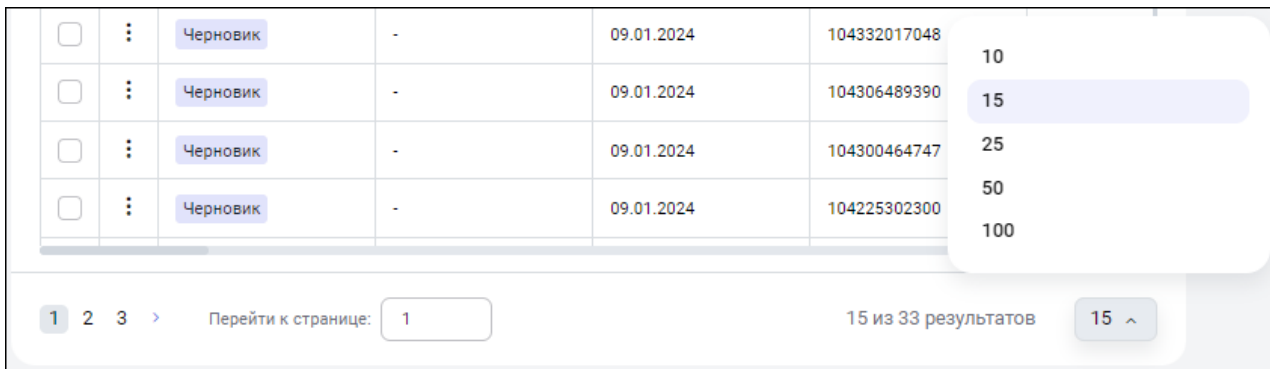 Черновик - 09.01.2024 104332017048
10
Черновик - 09.01.2024 104306489390
15
Черновик - 09.01.2024 104300464747
25
50
Черновик - 09.01.2024 104225302300
100
1 2 3 > Перейти к странице: 1 15 из 33 результатов 15